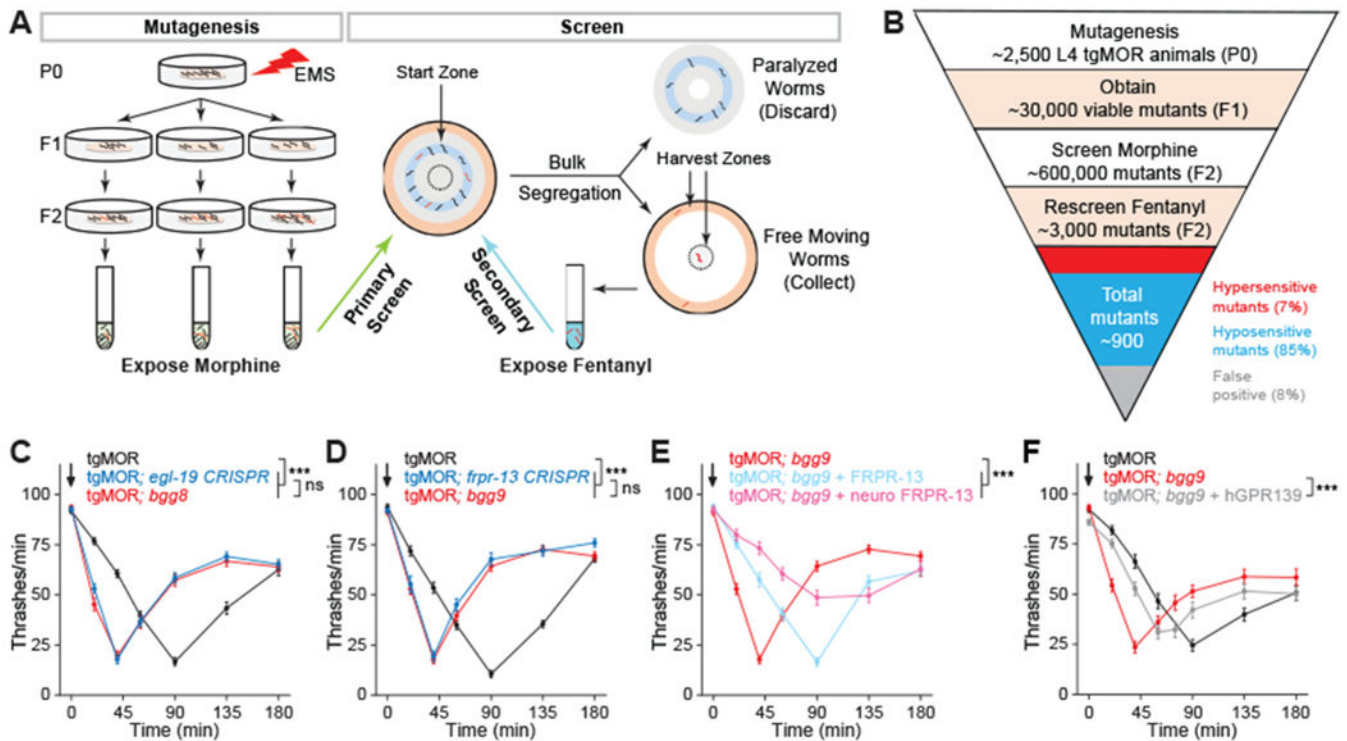 A
Mutagenesis
Screen
P0
EMS
F1
F2
Expose Morphine
Start Zone
Bulk
Segregation
Primary
Screen
Secondary
Screen
Expose Fentanyl
Paralyzed
Worms
(Discard)
Harvest Zones
Free Moving
Worms
(Collect)
B
Mutagenesis
~2,500 L4 tgMOR animals (P0)
Obtain
~30,000 viable mutants (F1)
Screen Morphine
~600,000 mutants (F2)
Rescreen Fentanyl
~3,000 mutants (F2)
Total
mutants
~900
Hypersensitive
mutants (7%)
Hyposensitive
mutants (85%)
False
positive (8%)
C
tgMOR
tgMOR; egl-19 CRISPR
tgMOR; bgg8
***
ns
Thrashes/min
100
75
50
25
0
0 45 90 135 180
Time (min)
D
tgMOR
tgMOR; frpr-13 CRISPR
tgMOR; bgg9
***
ns
Thrashes/min
100
75
50
25
0
0 45 90 135 180
Time (min)
E
tgMOR; bgg9
tgMOR; bgg9 + FRPR-13
tgMOR; bgg9 + neuro FRPR-13
***
Thrashes/min
100
75
50
25
0
0 45 90 135 180
Time (min)
F
tgMOR
tgMOR; bgg9
tgMOR; bgg9 + hGPR139
***
Thrashes/min
100
75
50
25
0
0 45 90 135 180
Time (min)